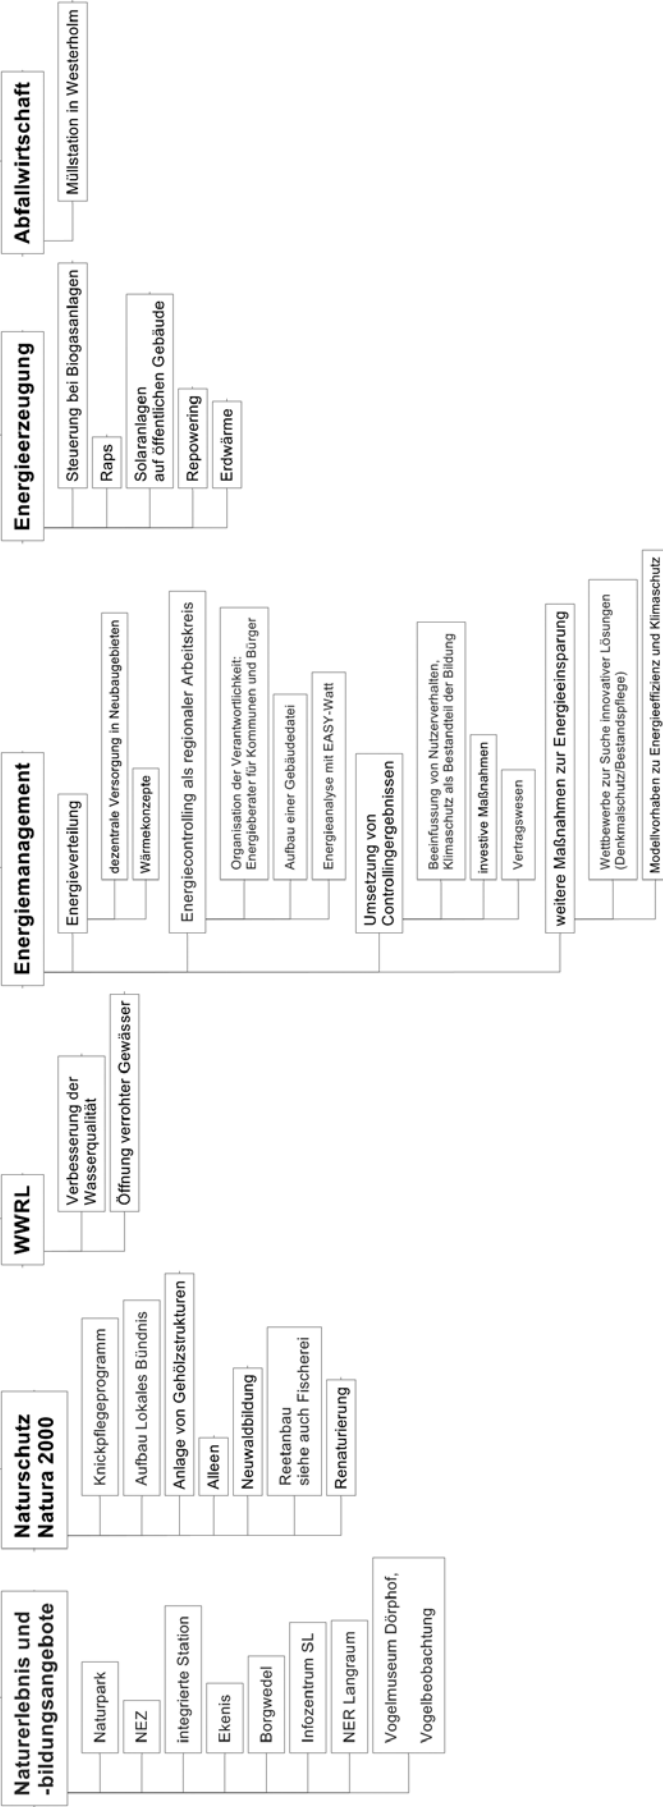 Naturerlebnis und
-bildungsangebote
Naturpark
NEZ
integrierte Station
Ekenis
Borgwedel
Infozentrum SL
NER Langraum
Vogelmuseum Dörphof,
Vogelbeobachtung
Naturschutz
Natura 2000
Knickpflegeprogramm
Aufbau Lokales Bündnis
Anlage von Gehölzstrukturen
Alleen
Neuwaldbildung
Reetanbau
siehe auch Fischerei
Renaturierung
WWRL
Verbesserung der
Wasserqualität
Öffnung verrohter Gewässer
Energiemanagement
Energieverteilung
dezentrale Versorgung in Neubaugebieten
Wärmekonzepte
Energiecontrolling als regionaler Arbeitskreis
Organisation der Verantwortlichkeit:
Energieberater für Kommunen und Bürger
Aufbau einer Gebäudedatei
Energieanalyse mit EASY-Watt
Umsetzung von
Controllingergebnissen
Beeinfussung von Nutzerverhalten,
Klimaschutz als Bestandteil der Bildung
investive Maßnahmen
Vertragswesen
weitere Maßnahmen zur Energieeinsparung
Wettbewerbe zur Suche innovativer Lösungen
(Denkmalschutz/Bestandspflege)
Modellvorhaben zu Energieeffizienz und Klimaschutz
Energieerzeugung
Steuerung bei Biogasanlagen
Raps
Solaranlagen
auf öffentlichen Gebäude
Repowering
Erdwärme
Abfallwirtschaft
Müllstation in Westerholm